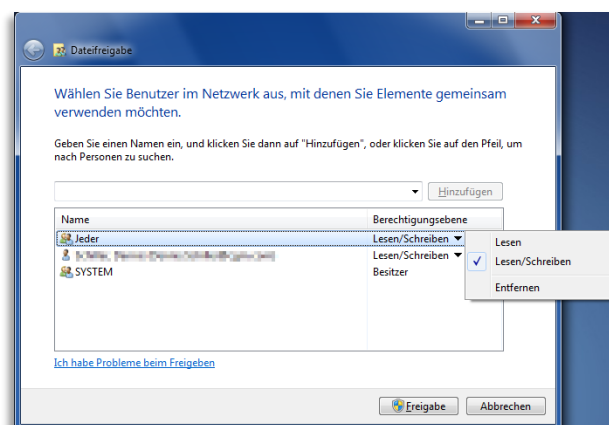 Dateifreigabe
Wählen Sie Benutzer im Netzwerk aus, mit denen Sie Elemente gemeinsam
verwenden möchten.
Geben Sie einen Namen ein, und klicken Sie dann auf "Hinzufügen", oder klicken Sie auf den Pfeil, um
nach Personen zu suchen.
Hinzufügen
Name Berechtigungsebene
Jeder Lesen/Schreiben
Lesen/Schreiben
SYSTEM Besitzer
Lesen
Lesen/Schreiben
Entfernen
Ich habe Probleme beim Freigeben
Freigabe Abbrechen